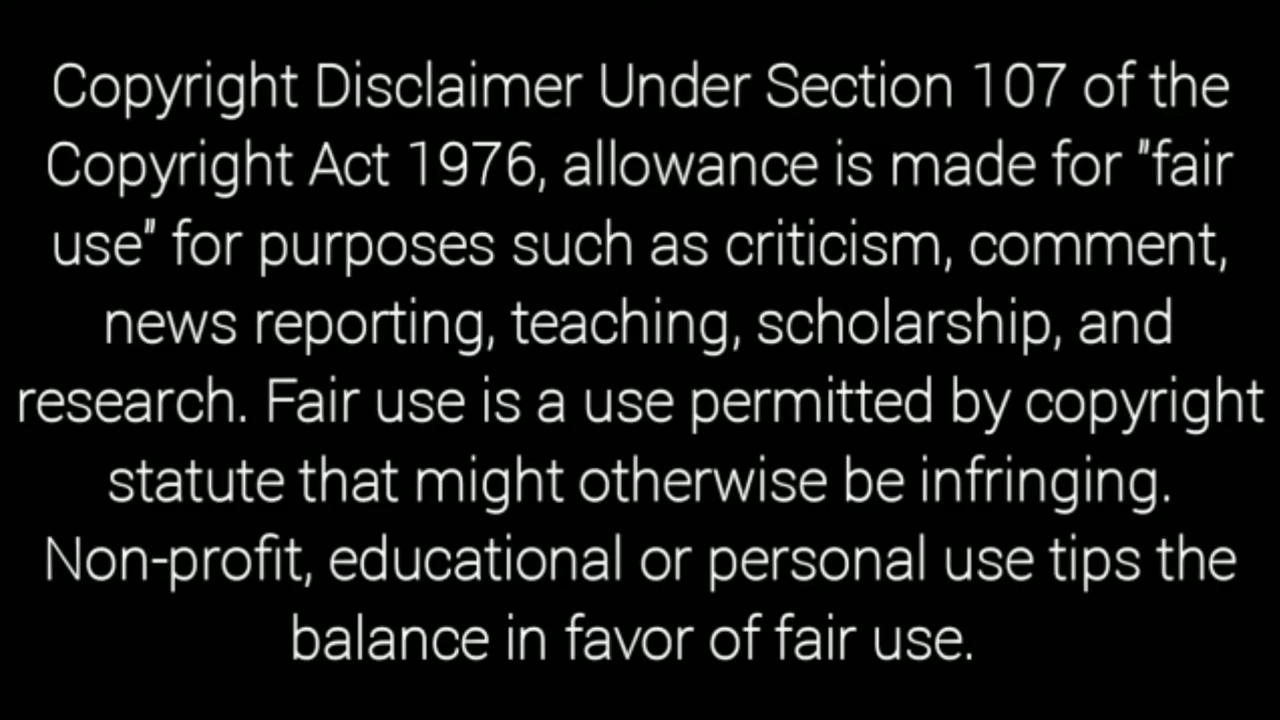 Copyright Disclaimer Under Section 107 of the
Copyright Act 1976, allowance is made for "fair
use" for purposes such as criticism, comment,
news reporting, teaching, scholarship, and
research. Fair use is a use permitted by copyright
statute that might otherwise be infringing.
Non-profit, educational or personal use tips the
balance in favor of fair use.